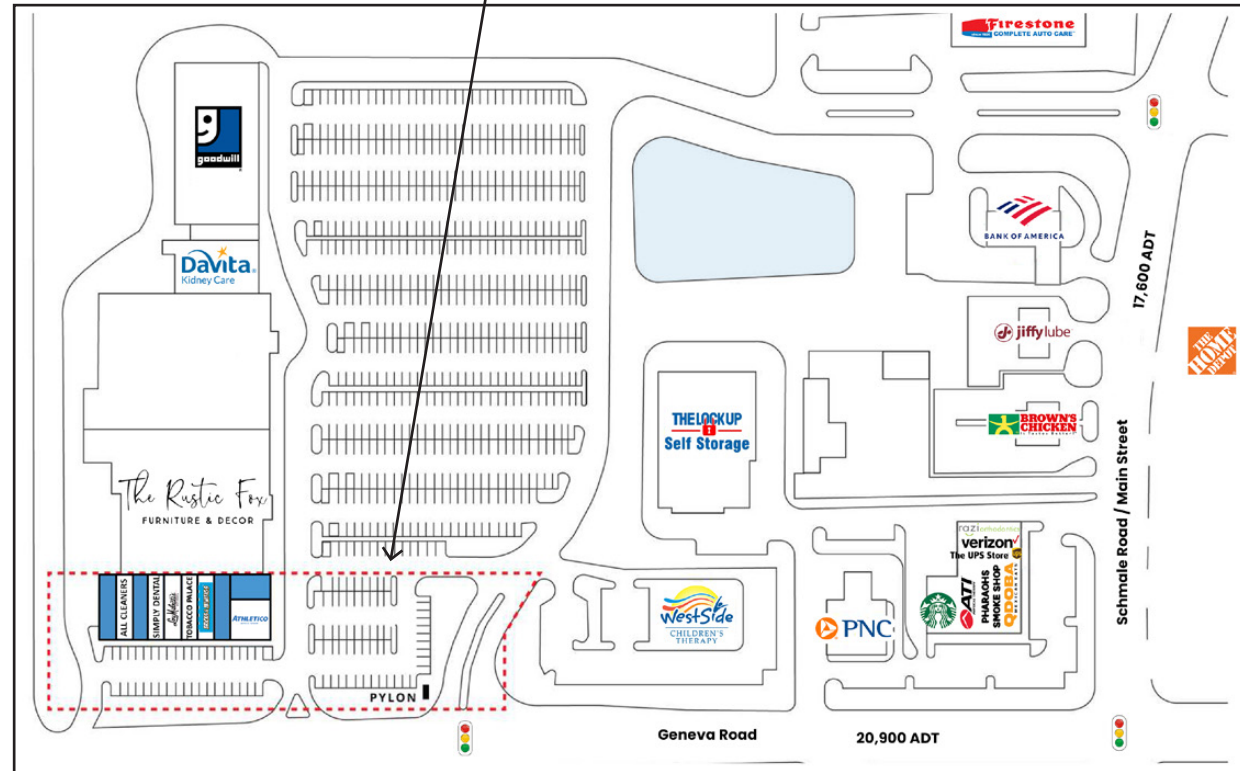 Firestone
COMPLETE AUTO CARE
goodwill
BANK OF AMERICA
DaVita
Kidney Care
17,600 ADT
jiffylube
THE HOME DEPOT
THE LOCK UP
Self Storage
BROWN'S
CHICKEN
The Rustic Fox
FURNITURE & DECOR
Schmale Road / Main Street
verizon
The UPS Store
ATI
PHARAOHS
SMOKE SHOP
QDOBA
ALL CLEANERS
SIMPLY DENTAL
TOBACCO PALACE
ATHLETICO
WestSide
CHILDREN'S
THERAPY
PNC
PYLON
Geneva Road
20,900 ADT